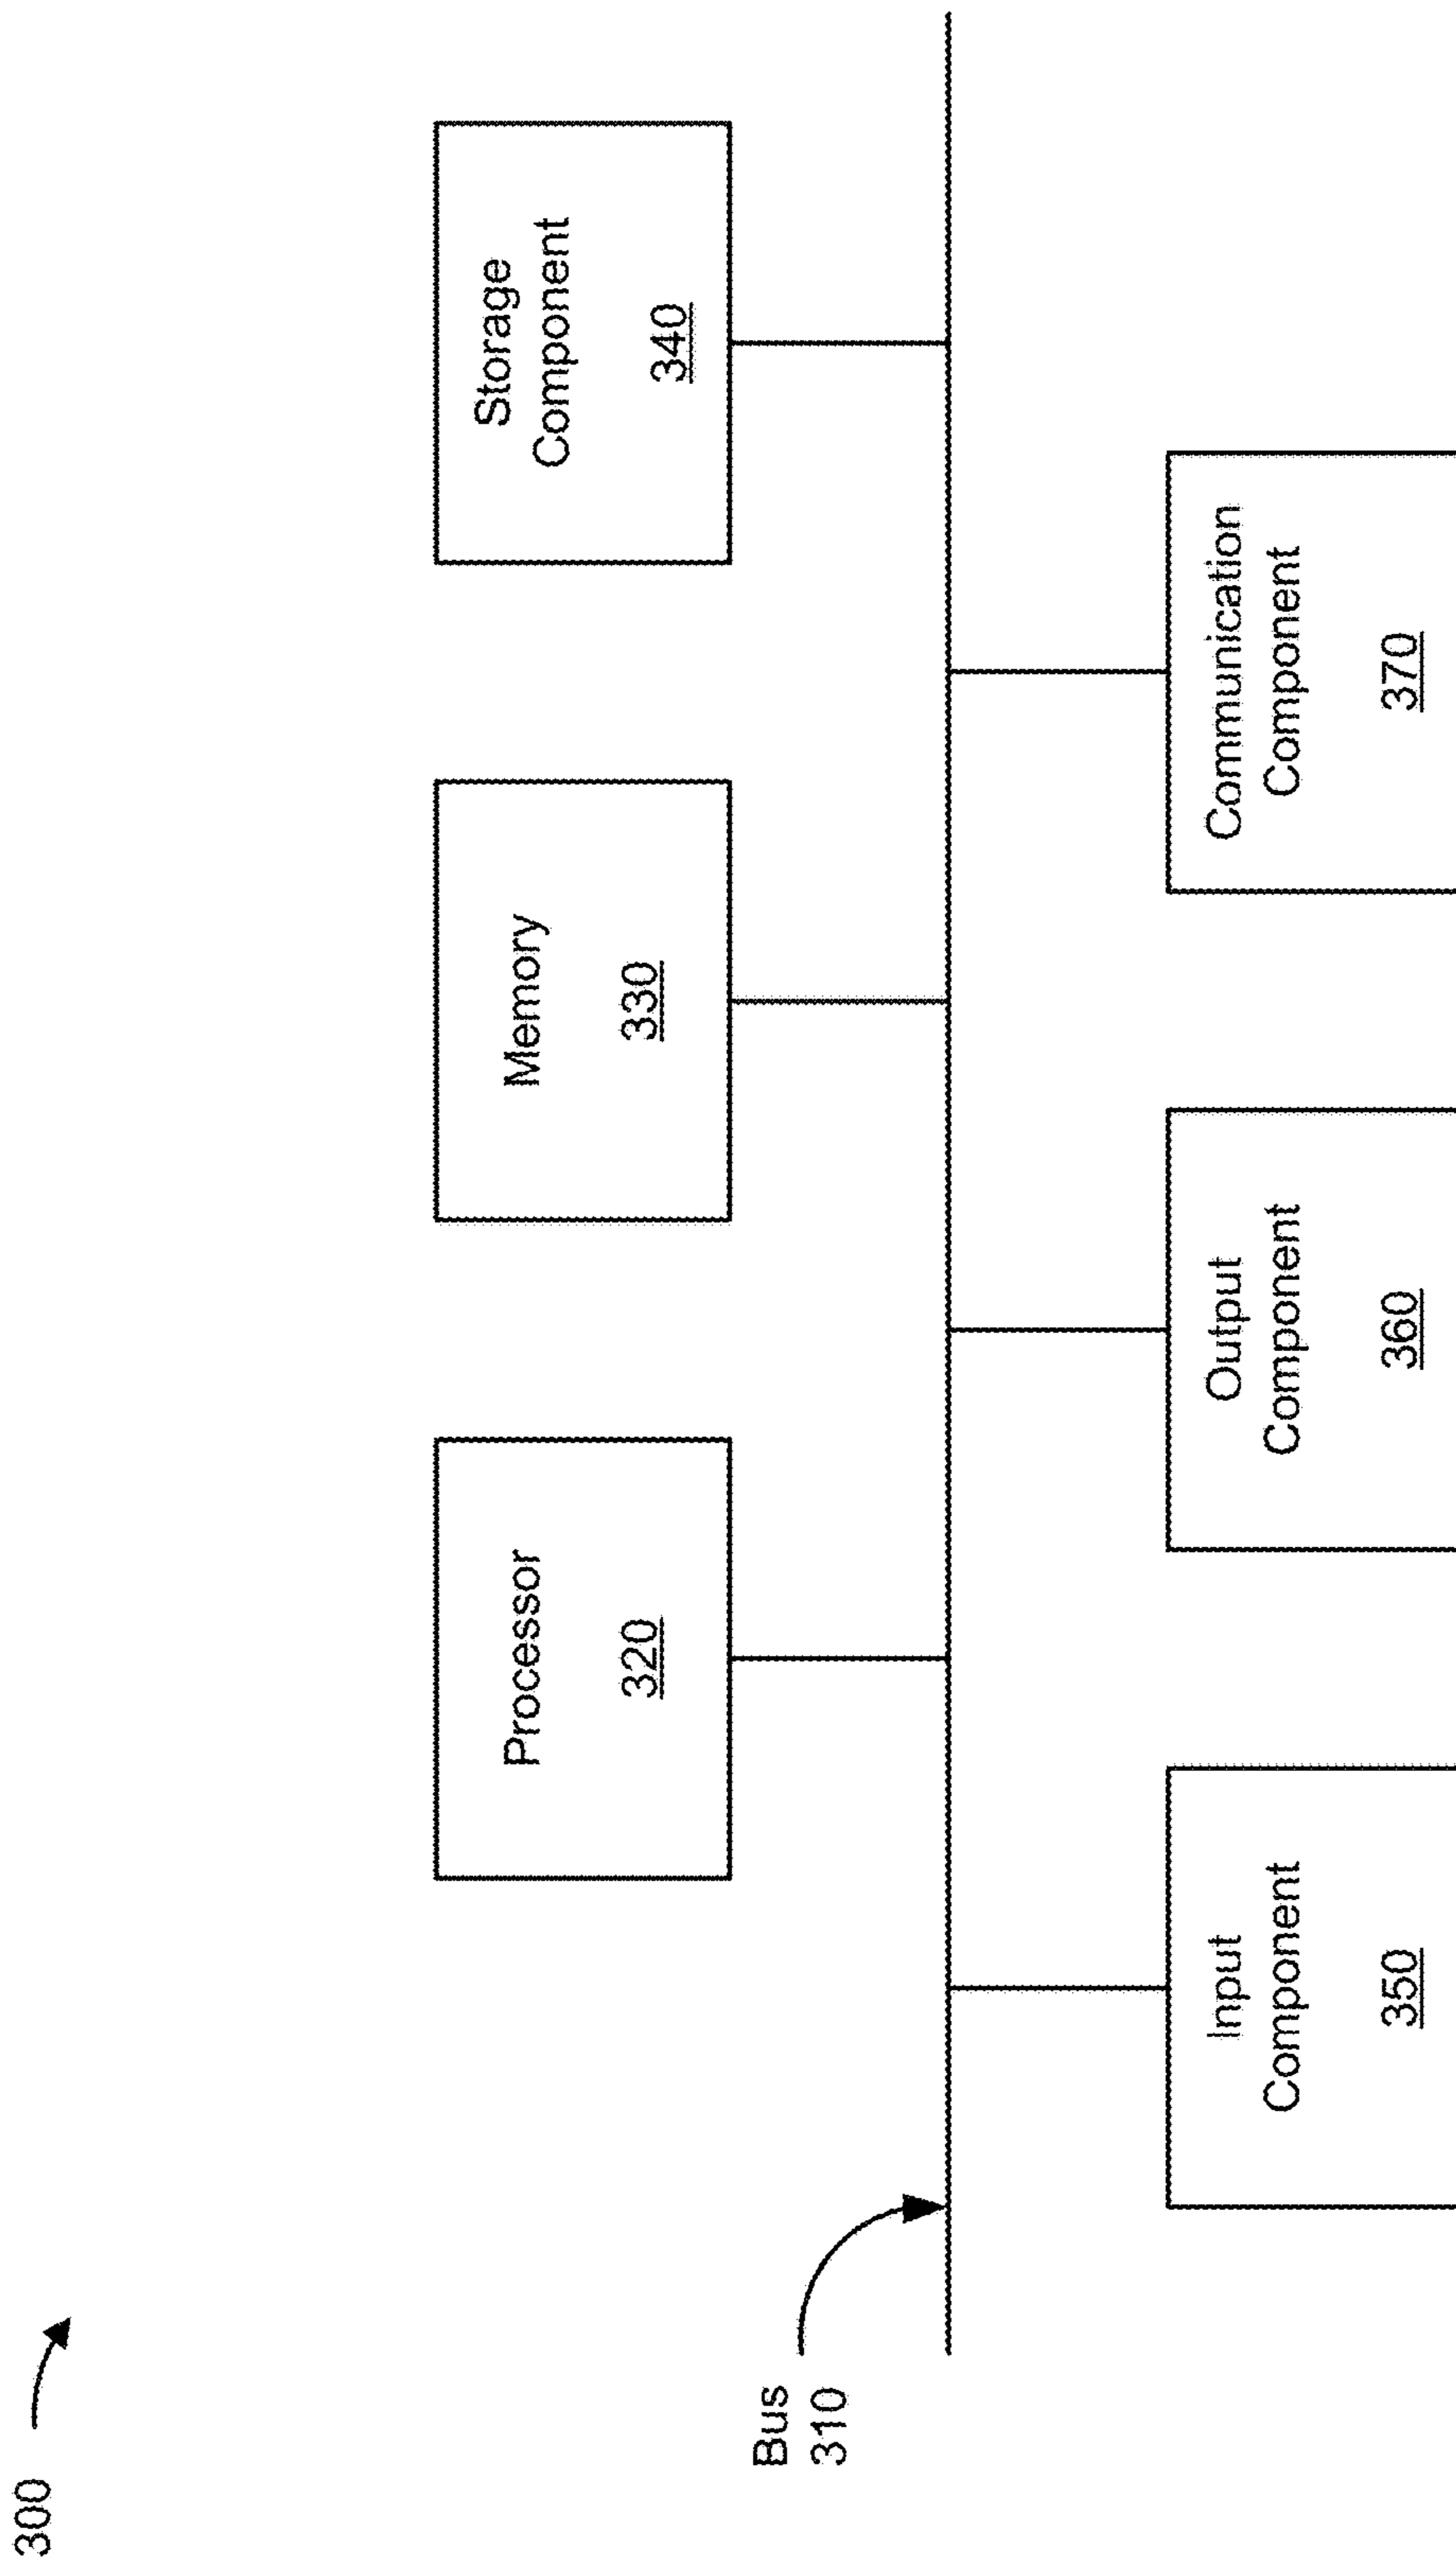 300
Processor
320
Memory
330
Storage
Component
340
Bus
310
Input
Component
350
Output
Component
360
Communication
Component
370